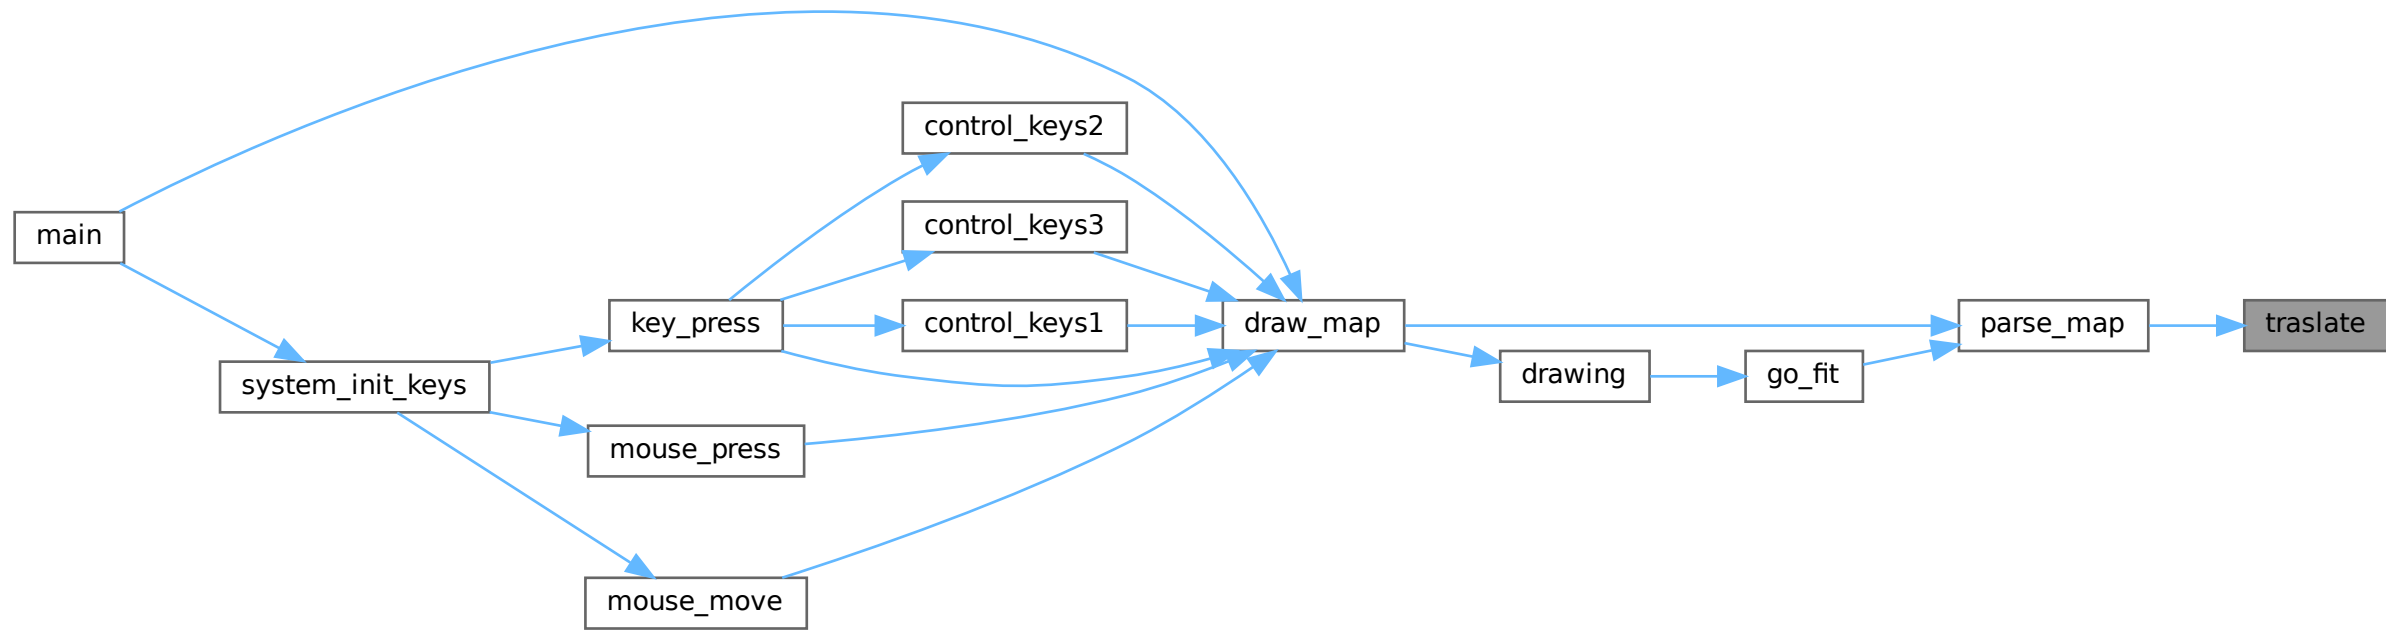 main
system_init_keys
key_press
mouse_press
mouse_move
control_keys2
control_keys3
control_keys1
draw_map
drawing
go_fit
parse_map
traslate